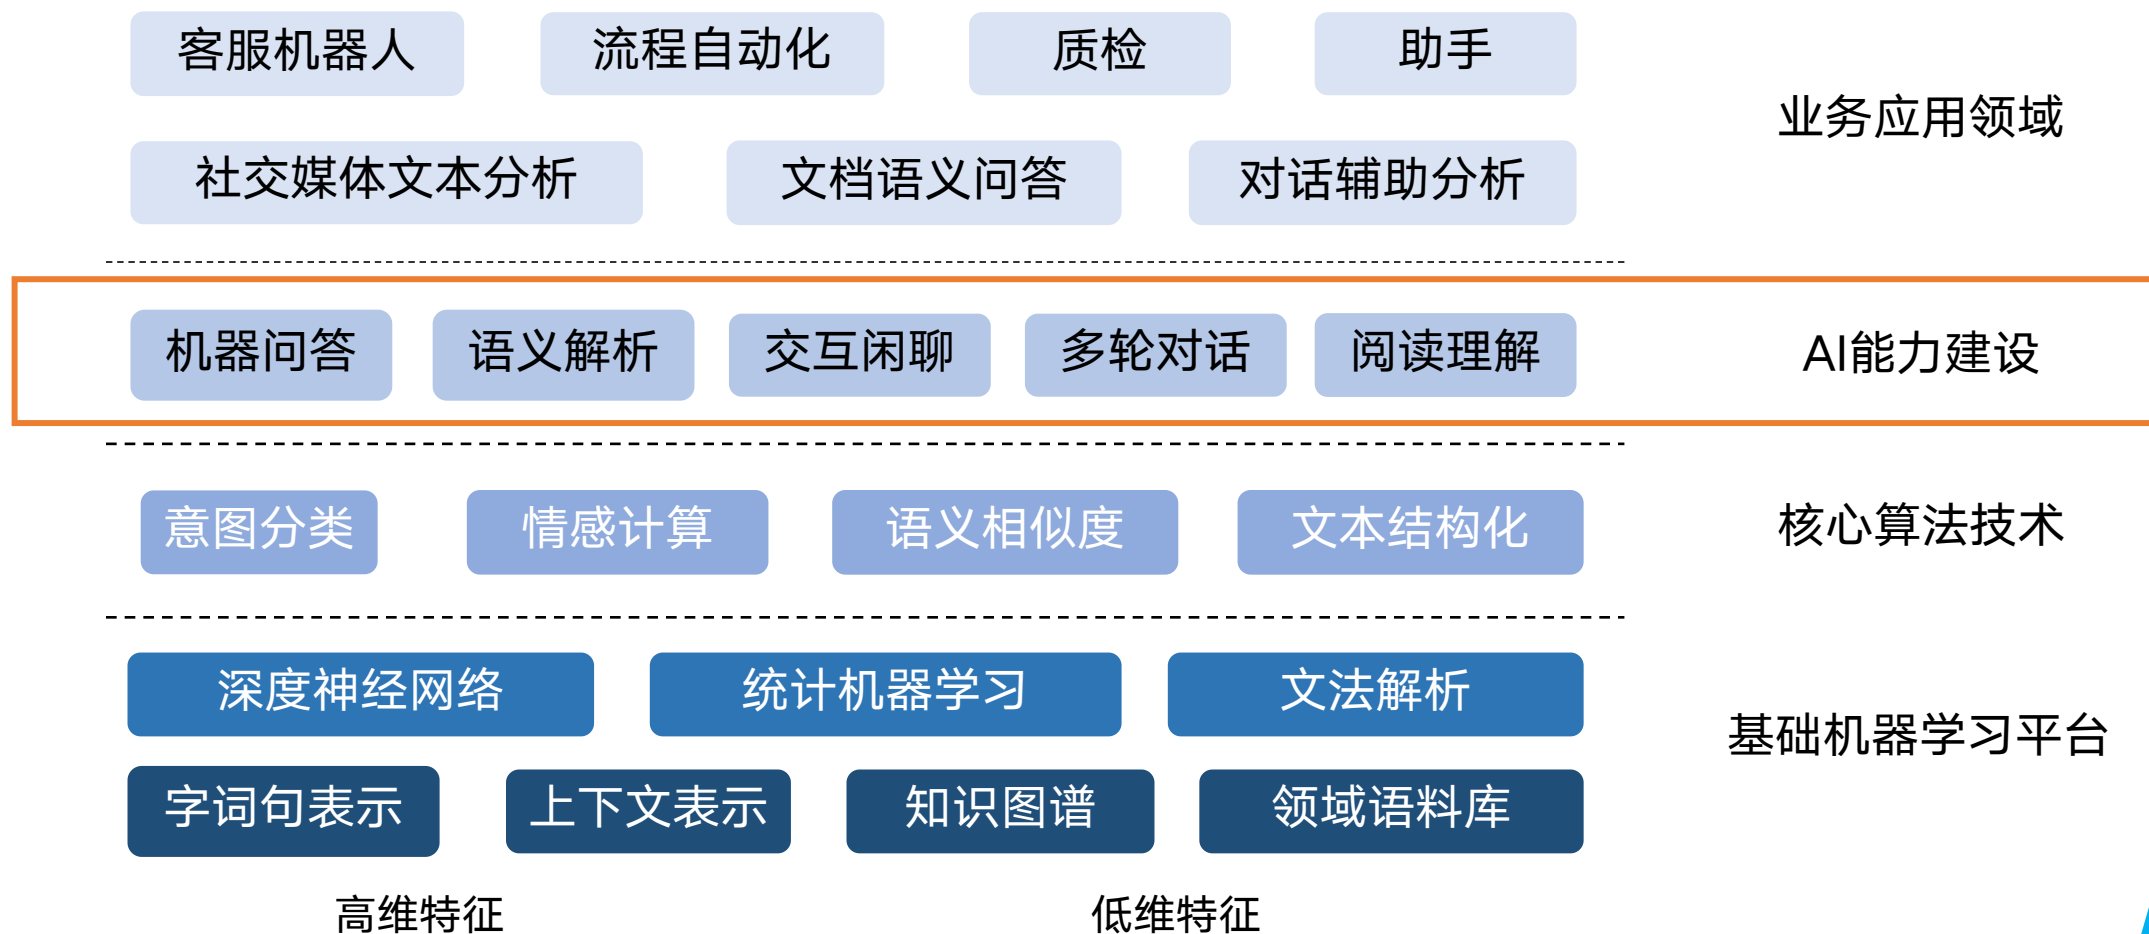 客服机器人 流程自动化 质检 助手
业务应用领域
社交媒体文本分析 文档语义问答 对话辅助分析
机器问答 语义解析 交互闲聊 多轮对话 阅读理解 AI能力建设
意图分类 情感计算 语义相似度 文本结构化 核心算法技术
深度神经网络 统计机器学习 文法解析
基础机器学习平台
字词句表示 上下文表示 知识图谱 领域语料库
高维特征 低维特征